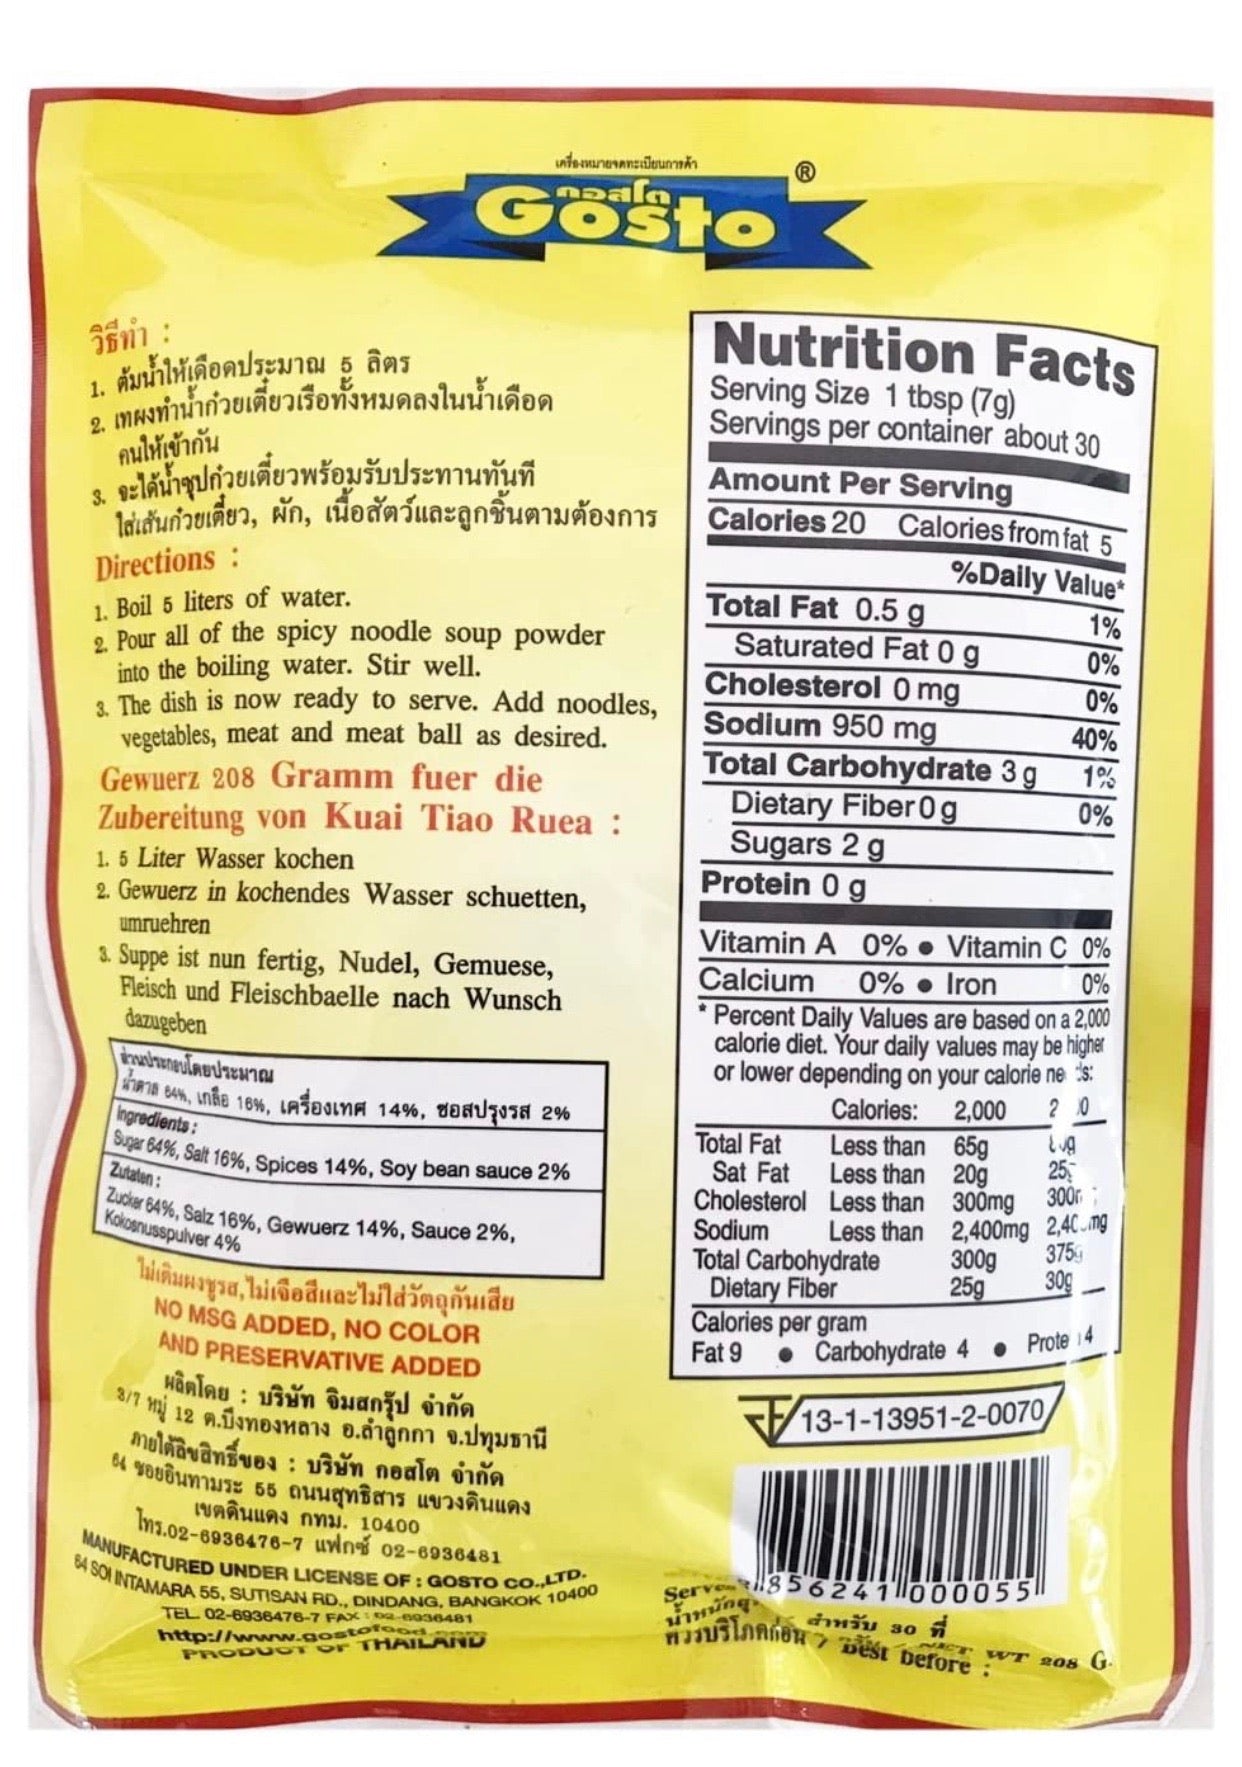 เครื่องหมายจดทะเบียนการค้า
กอสโต ®
Gosto
วิธีทำ :
1. ต้มน้ำให้เดือดประมาณ 5 ลิตร
2. เทผงทำน้ำก๋วยเตี๋ยวเรือทั้งหมดลงในน้ำเดือด
คนให้เข้ากัน
3. จะได้น้ำซุปก๋วยเตี๋ยวพร้อมรับประทานทันที
ใส่เส้นก๋วยเตี๋ยว, ผัก, เนื้อสัตว์และลูกชิ้นตามต้องการ
Directions :
1. Boil 5 liters of water.
2. Pour all of the spicy noodle soup powder
into the boiling water. Stir well.
3. The dish is now ready to serve. Add noodles,
vegetables, meat and meat ball as desired.
Gewuerz 208 Gramm fuer die
Zubereitung von Kuai Tiao Ruea :
1. 5 Liter Wasser kochen
2. Gewuerz in kochendes Wasser schuetten,
umruehren
3. Suppe ist nun fertig, Nudel, Gemuese,
Fleisch und Fleischbaelle nach Wunsch
dazugeben
ส่วนประกอบโดยประมาณ
น้ำตาล 64%, เกลือ 16%, เครื่องเทศ 14%, ซอสปรุงรส 2%
Ingredients :
Sugar 64%, Salt 16%, Spices 14%, Soy bean sauce 2%
Zutaten :
Zucker 64%, Salz 16%, Gewuerz 14%, Sauce 2%,
Kokosnusspulver 4%
ไม่เติมผงชูรส,ไม่เจือสีและไม่ใส่วัตถุกันเสีย
NO MSG ADDED, NO COLOR
AND PRESERVATIVE ADDED
ผลิตโดย : บริษัท จิมสกรุ๊ป จำกัด
3/7 หมู่ 12 ต.บึงทองหลาง อ.ลำลูกกา จ.ปทุมธานี
ภายใต้ลิขสิทธิ์ของ : บริษัท กอสโต จำกัด
64 ซอยอินทามระ 55 ถนนสุทธิสาร แขวงดินแดง
เขตดินแดง กทม. 10400
โทร.02-6936476-7 แฟกซ์ 02-6936481
MANUFACTURED UNDER LICENSE OF : GOSTO CO.,LTD.
64 SOI INTAMARA 55, SUTISAN RD., DINDANG, BANGKOK 10400
TEL. 02-6936476-7 FAX : 02-6936481
http://www.gostofood.com
PRODUCT OF THAILAND
Nutrition Facts
Serving Size 1 tbsp (7g)
Servings per container about 30
Amount Per Serving
Calories 20 Calories from fat 5
%Daily Value*
Total Fat 0.5 g 1%
Saturated Fat 0 g 0%
Cholesterol 0 mg 0%
Sodium 950 mg 40%
Total Carbohydrate 3 g 1%
Dietary Fiber 0 g 0%
Sugars 2 g
Protein 0 g
Vitamin A 0% • Vitamin C 0%
Calcium 0% • Iron 0%
* Percent Daily Values are based on a 2,000
calorie diet. Your daily values may be higher
or lower depending on your calorie
Calories: 2,000
Total Fat Less than 65g
Sat Fat Less than 20g
Cholesterol Less than 300mg
Sodium Less than 2,400mg
Total Carbohydrate 300g 375g
Dietary Fiber 25g 30g
Calories per gram
Fat 9 • Carbohydrate 4 • 4
13-1-13951-2-0070
8 856241 000055
สำหรับ 30 ที่
NET WT 208 G.
ควรบริโภคก่อน / Best before :